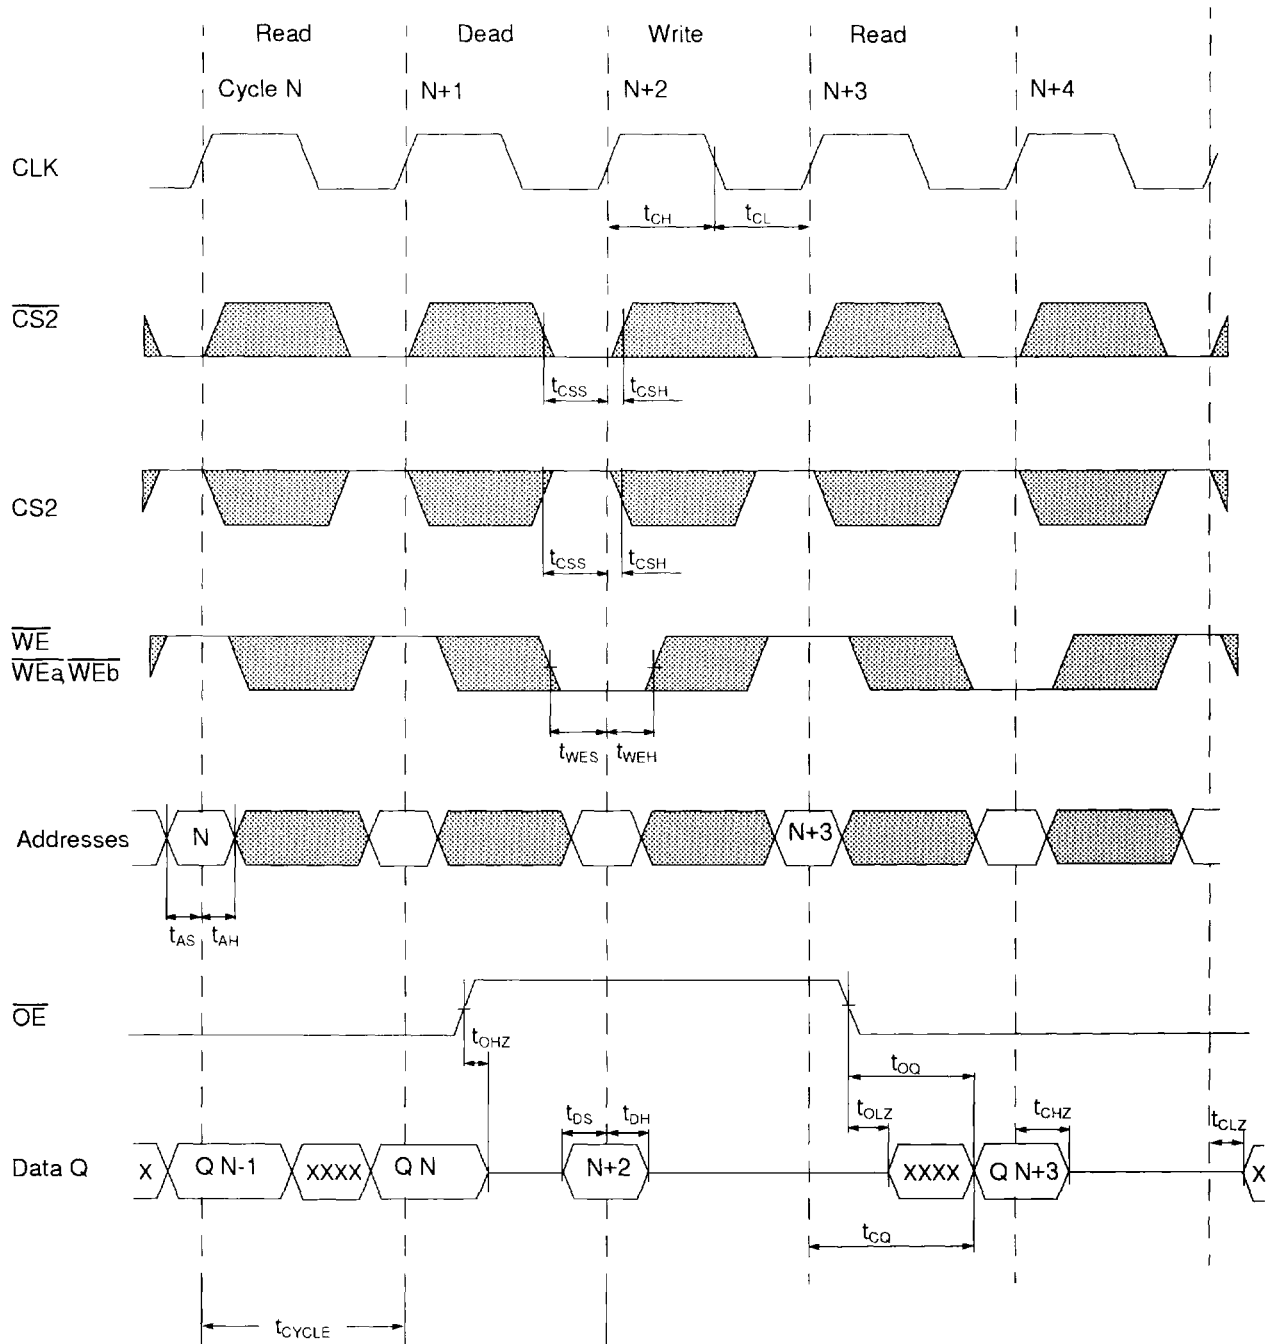 Read Dead Write Read
Cycle N N+1 N+2 N+3 N+4
CLK
tCH tCL
CS2
tCSS tCSH
CS2
tCSS tCSH
WE
WEa, WEb
tWES tWEH
Addresses N N+3
tAS tAH
OE
tOHZ
tOQ
tDS tDH tOLZ tCHZ tCLZ
Data Q X Q N-1 XXXX Q N N+2 XXXX Q N+3 X
tCQ
tCYCLE